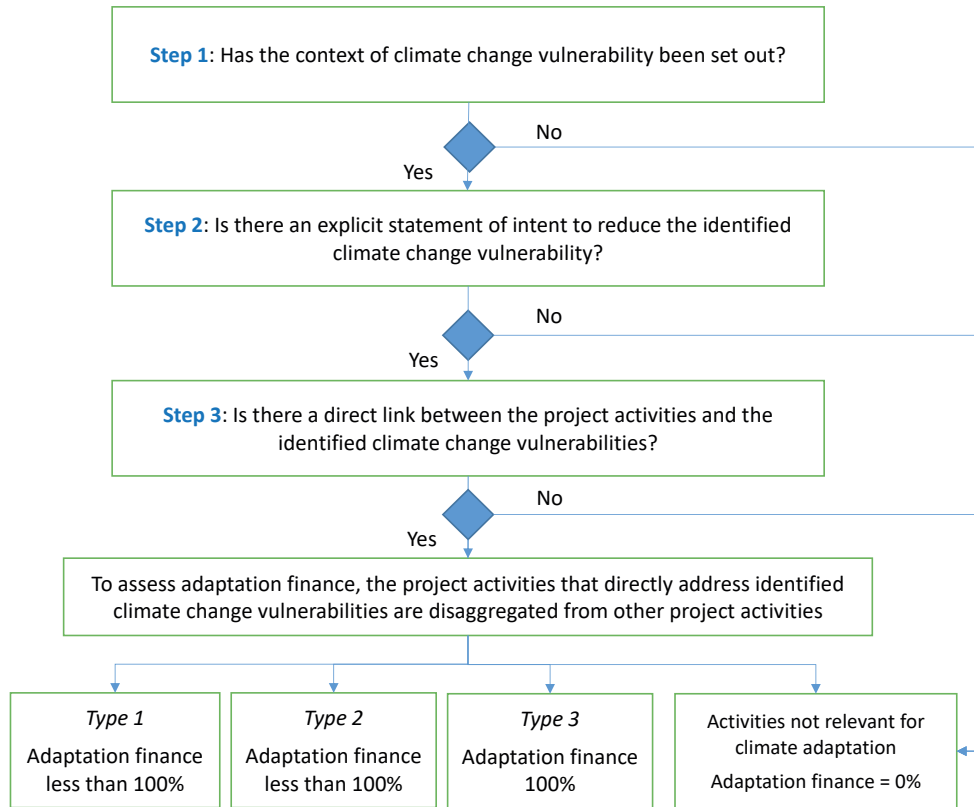 Step 1: Has the context of climate change vulnerability been set out?
No
Yes
Step 2: Is there an explicit statement of intent to reduce the identified
climate change vulnerability?
No
Yes
Step 3: Is there a direct link between the project activities and the
identified climate change vulnerabilities?
No
Yes
To assess adaptation finance, the project activities that directly address identified
climate change vulnerabilities are disaggregated from other project activities
Type 1
Adaptation finance
less than 100%
Type 2
Adaptation finance
less than 100%
Type 3
Adaptation finance
100%
Activities not relevant for
climate adaptation
Adaptation finance = 0%